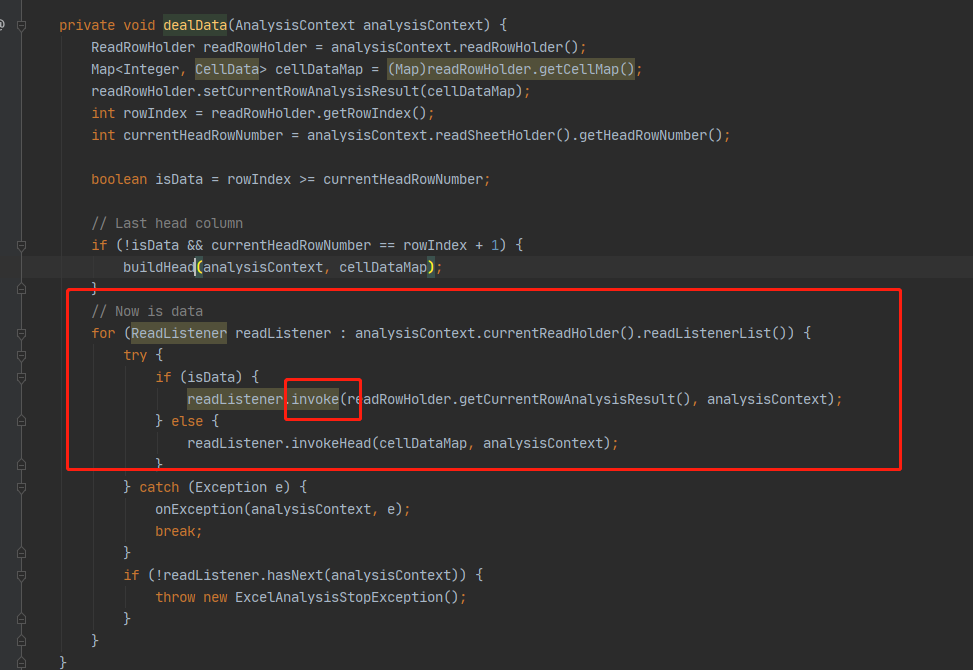 private void dealData(AnalysisContext analysisContext) {
ReadRowHolder readRowHolder = analysisContext.readRowHolder();
Map<Integer, CellData> cellDataMap = (Map)readRowHolder.getCellMap();
readRowHolder.setCurrentRowAnalysisResult(cellDataMap);
int rowIndex = readRowHolder.getRowIndex();
int currentHeadRowNumber = analysisContext.readSheetHolder().getHeadRowNumber();
boolean isData = rowIndex >= currentHeadRowNumber;
// Last head column
if (!isData && currentHeadRowNumber == rowIndex + 1) {
buildHead(analysisContext, cellDataMap);
}
// Now is data
for (ReadListener readListener : analysisContext.currentReadHolder().readListenerList()) {
try {
if (isData) {
readListener.invoke(readRowHolder.getCurrentRowAnalysisResult(), analysisContext);
} else {
readListener.invokeHead(cellDataMap, analysisContext);
}
} catch (Exception e) {
onException(analysisContext, e);
break;
}
if (!readListener.hasNext(analysisContext)) {
throw new ExcelAnalysisStopException();
}
}
}